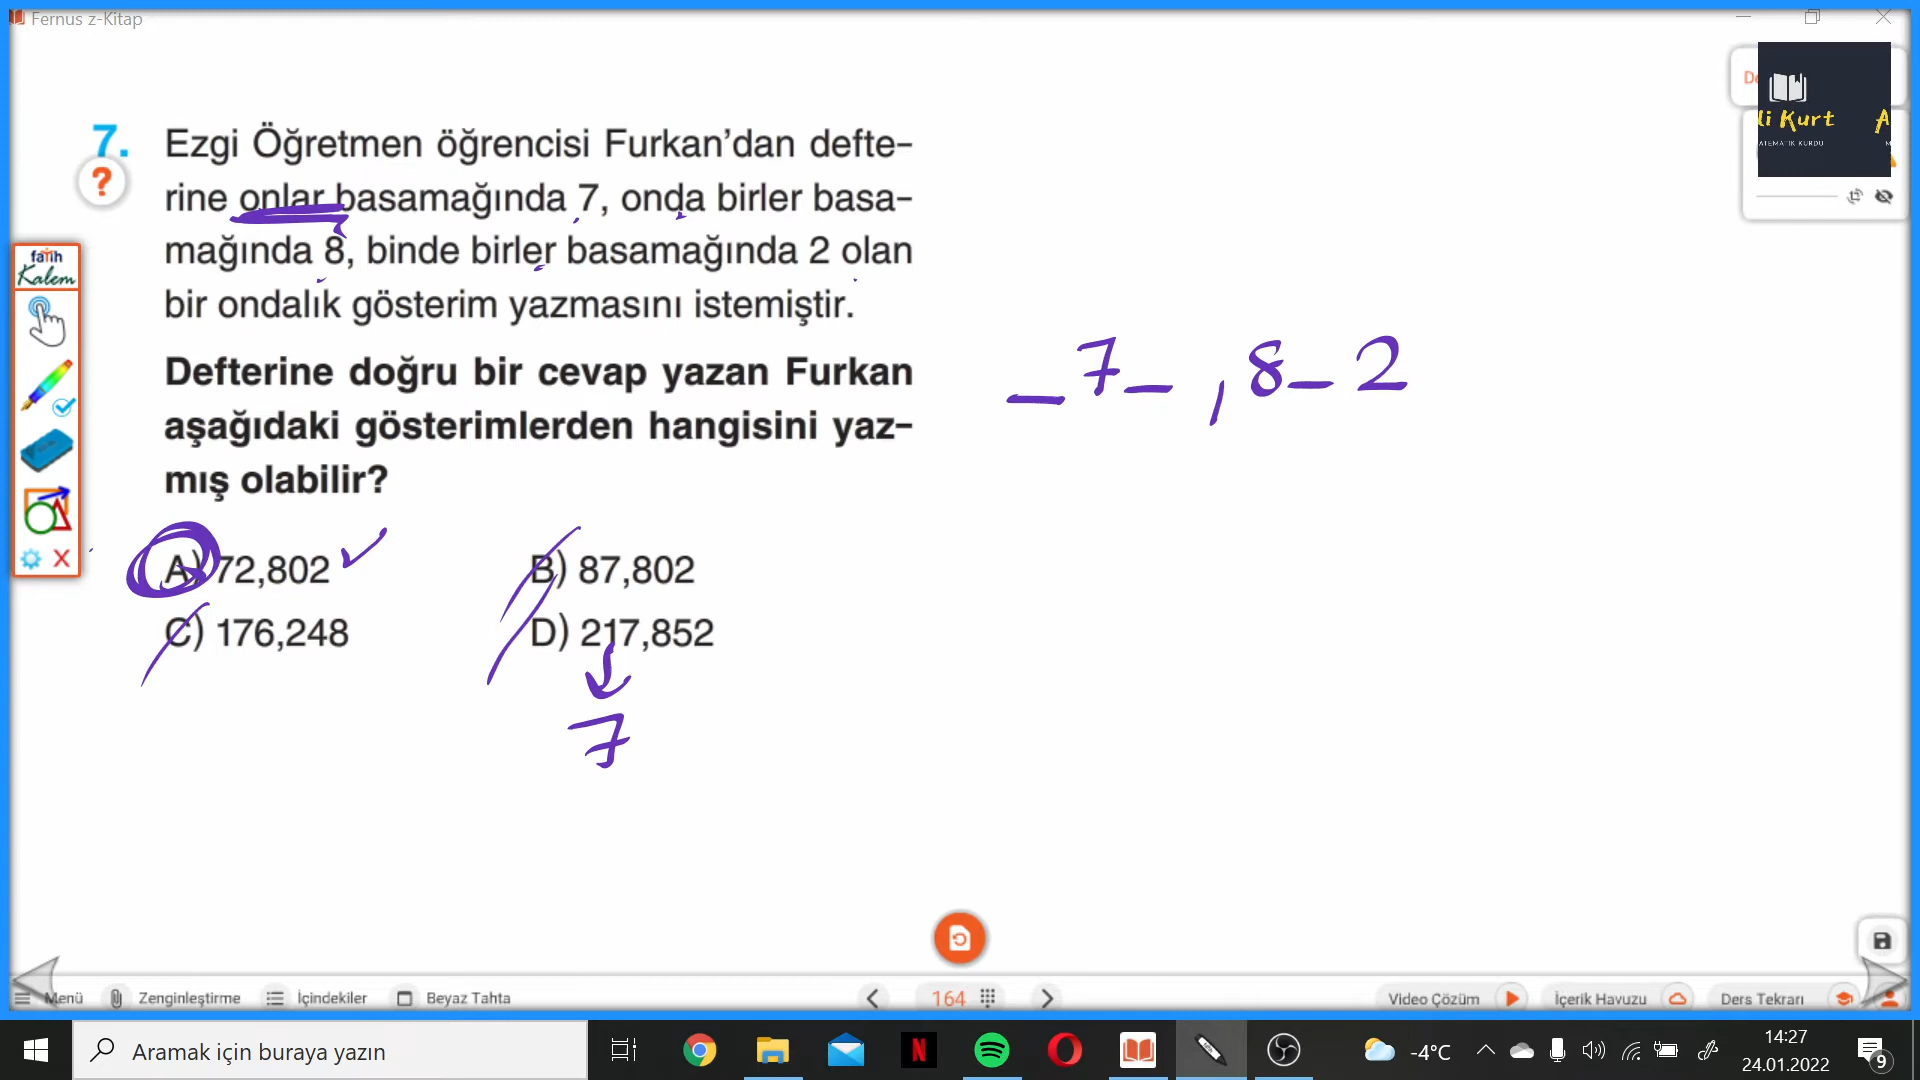 Fernus z-Kitap
li Kurt
A
ATEMATİK KURDU
M
7.
?
Ezgi Öğretmen öğrencisi Furkan’dan defte-
rine onlar basamağında 7, onda birler basa-
mağında 8, binde birler basamağında 2 olan
bir ondalık gösterim yazmasını istemiştir.
Defterine doğru bir cevap yazan Furkan
aşağıdaki gösterimlerden hangisini yaz-
mış olabilir?
A) 72,802
B) 87,802
C) 176,248
D) 217,852
7
_7_ , 8_2
fatih
Kalem
Menü
Zenginleştirme
İçindekiler
Beyaz Tahta
164
Video Çözüm
İçerik Havuzu
Ders Tekrarı
Aramak için buraya yazın
-4°C
14:27
24.01.2022
9